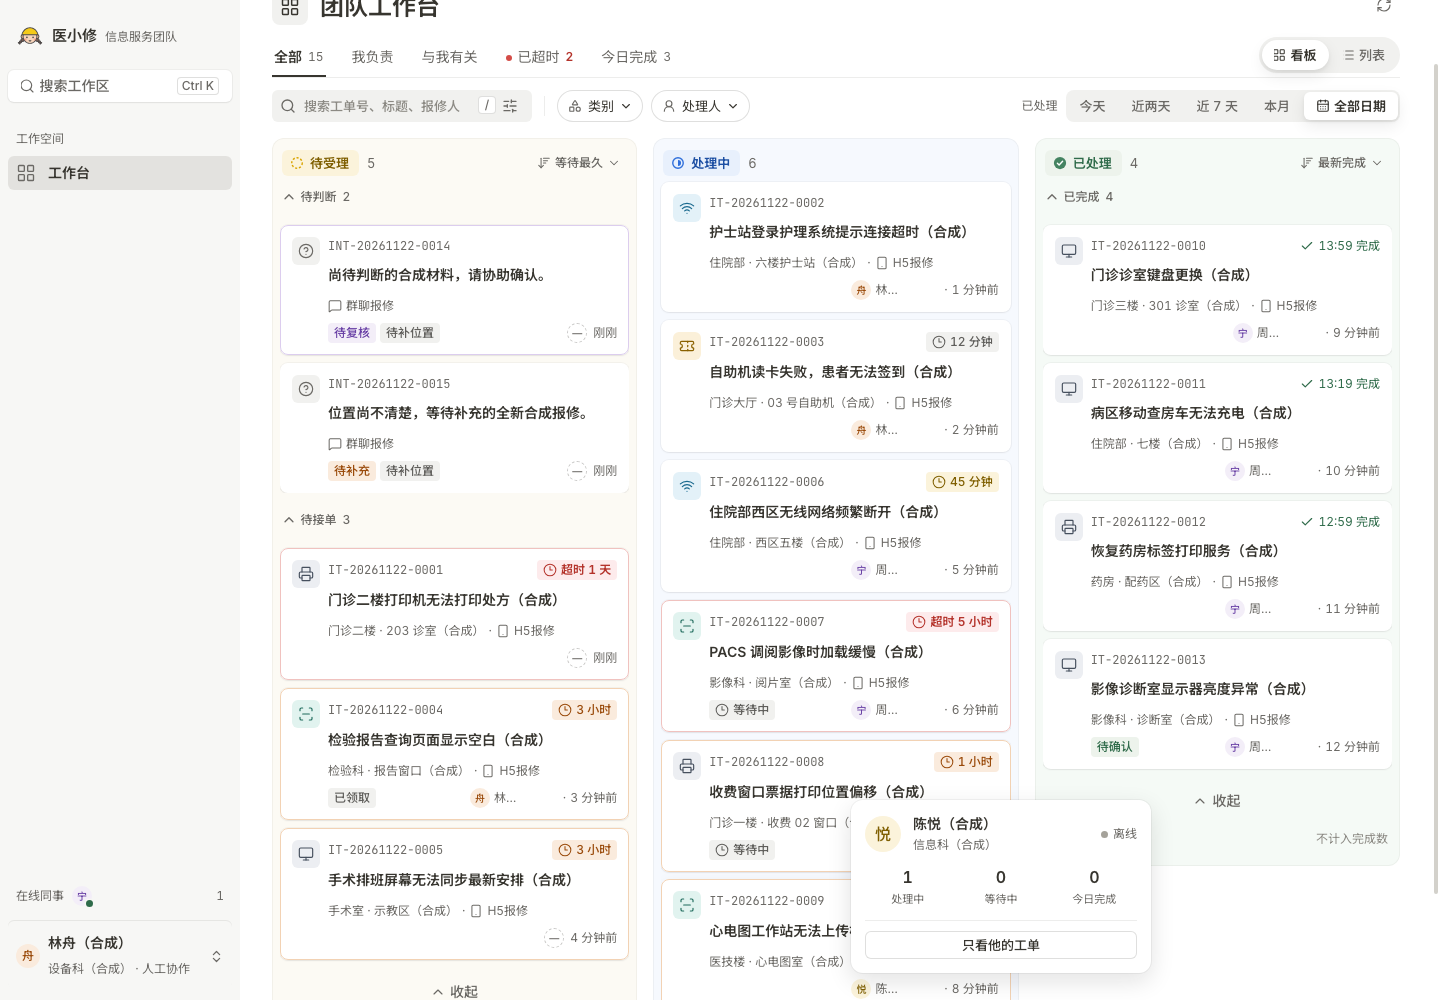 医小修 信息服务团队
搜索工作区 Ctrl K
工作空间
工作台
在线同事 宁 1
舟 林舟（合成）
设备科（合成） · 人工协作
团队工作台
全部 15 我负责 与我有关 已超时 2 今日完成 3
看板 列表
搜索工单号、标题、报修人 / 类别 处理人
已处理 今天 近两天 近 7 天 本月 全部日期
待受理 5 等待最久
待判断 2
INT-20261122-0014
尚待判断的合成材料，请协助确认。
群聊报修
待复核 待补位置 刚刚
INT-20261122-0015
位置尚不清楚，等待补充的全新合成报修。
群聊报修
待补充 待补位置 刚刚
待接单 3
IT-20261122-0001 超时 1 天
门诊二楼打印机无法打印处方（合成）
门诊二楼 · 203 诊室（合成） · H5报修
刚刚
IT-20261122-0004 3 小时
检验报告查询页面显示空白（合成）
检验科 · 报告窗口（合成） · H5报修
已领取 舟 林... · 3 分钟前
IT-20261122-0005 3 小时
手术排班屏幕无法同步最新安排（合成）
手术室 · 示教区（合成） · H5报修
4 分钟前
收起
处理中 6
IT-20261122-0002
护士站登录护理系统提示连接超时（合成）
住院部 · 六楼护士站（合成） · H5报修
舟 林... · 1 分钟前
IT-20261122-0003 12 分钟
自助机读卡失败，患者无法签到（合成）
门诊大厅 · 03 号自助机（合成） · H5报修
舟 林... · 2 分钟前
IT-20261122-0006 45 分钟
住院部西区无线网络频繁断开（合成）
住院部 · 西区五楼（合成） · H5报修
宁 周... · 5 分钟前
IT-20261122-0007 超时 5 小时
PACS 调阅影像时加载缓慢（合成）
影像科 · 阅片室（合成） · H5报修
等待中 宁 周... · 6 分钟前
IT-20261122-0008 1 小时
收费窗口票据打印位置偏移（合成）
门诊一楼 · 收费 02 窗口（
等待中
IT-20261122-0009
心电图工作站无法上传
医技楼 · 心电图室（合成）
悦 陈... · 8 分钟前
已处理 4 最新完成
已完成 4
IT-20261122-0010 13:59 完成
门诊诊室键盘更换（合成）
门诊三楼 · 301 诊室（合成） · H5报修
宁 周... · 9 分钟前
IT-20261122-0011 13:19 完成
病区移动查房车无法充电（合成）
住院部 · 七楼（合成） · H5报修
宁 周... · 10 分钟前
IT-20261122-0012 12:59 完成
恢复药房标签打印服务（合成）
药房 · 配药区（合成） · H5报修
宁 周... · 11 分钟前
IT-20261122-0013
影像诊断室显示器亮度异常（合成）
影像科 · 诊断室（合成） · H5报修
待确认 宁 周... · 12 分钟前
收起
不计入完成数
悦 陈悦（合成） 离线
信息科（合成）
1 0 0
处理中 等待中 今日完成
只看他的工单